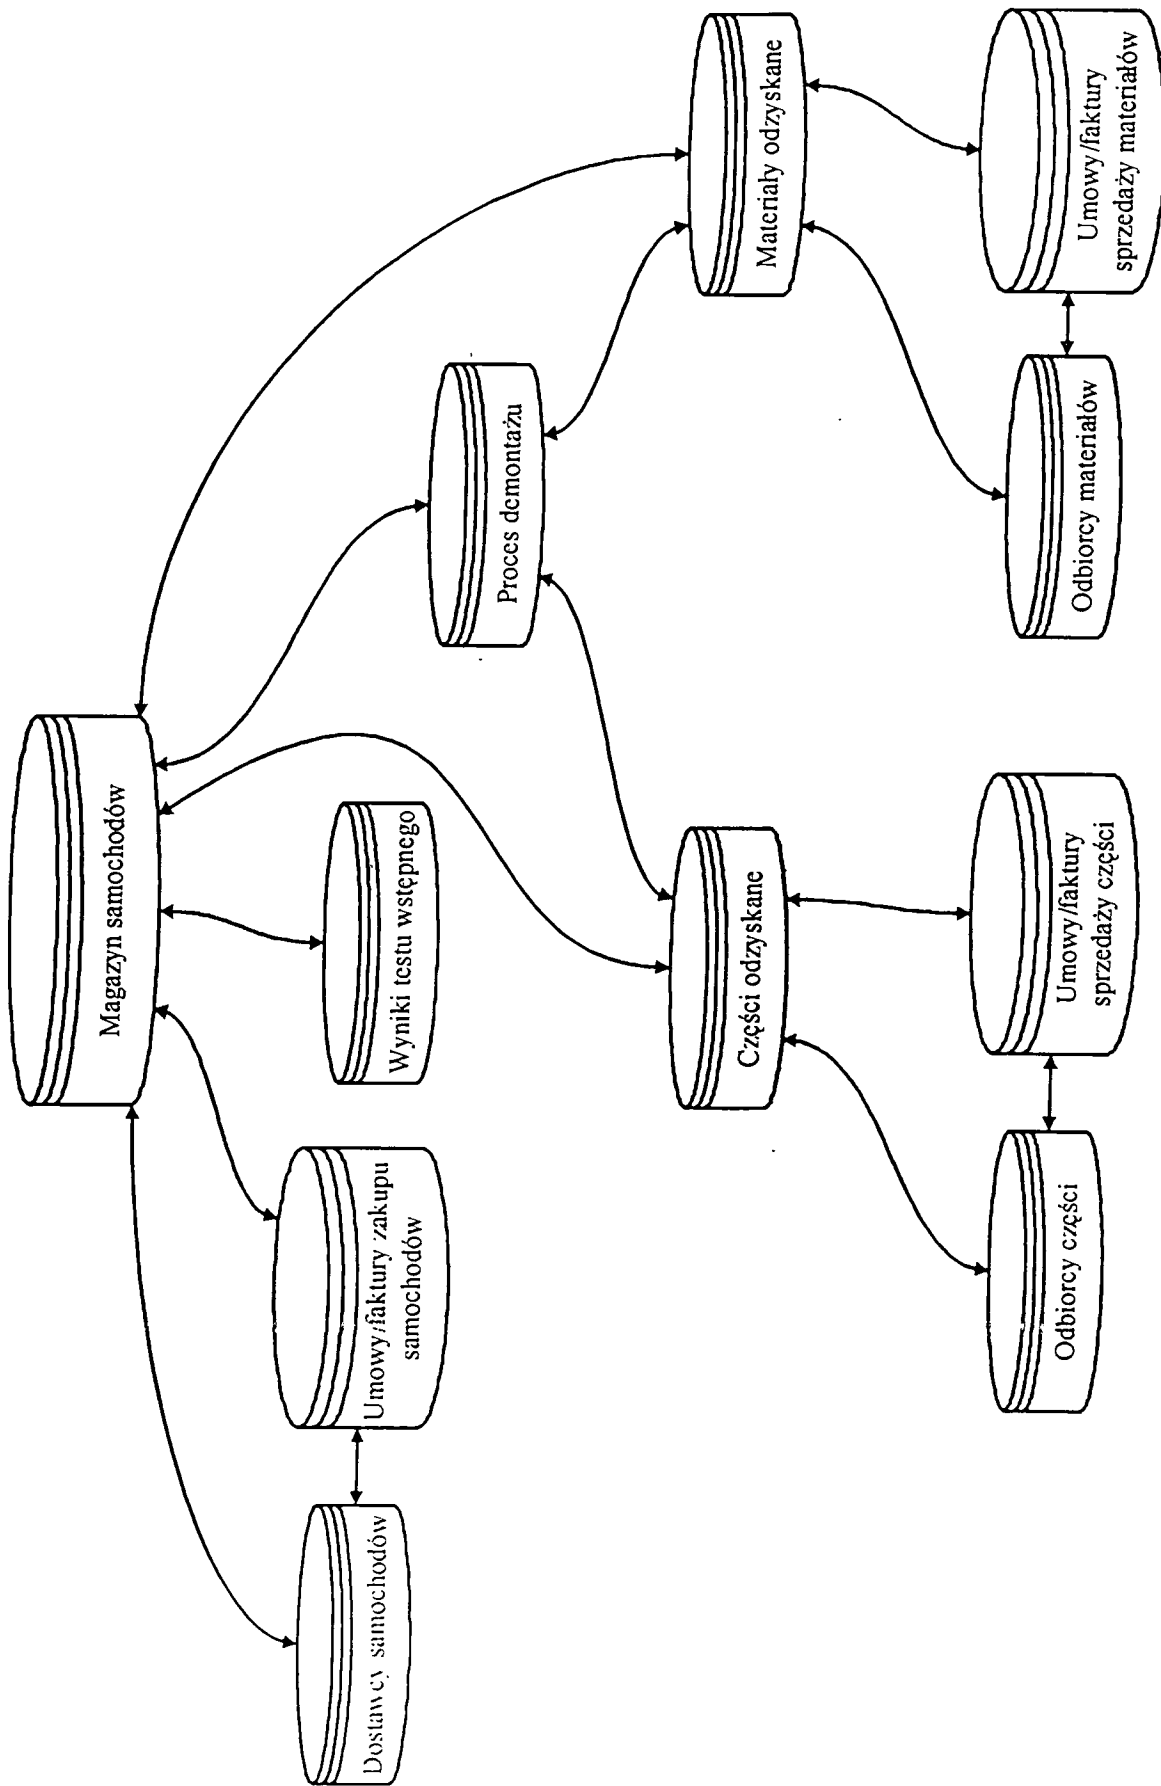 Magazyn samochodów
Dostawcy samochodów
Umowy/faktury zakupu
samochodów
Wyniki testu wstępnego
Proces demontażu
Części odzyskane
Materiały odzyskane
Odbiorcy części
Umowy/faktury
sprzedaży części
Odbiorcy materiałów
Umowy/faktury
sprzedaży materiałów